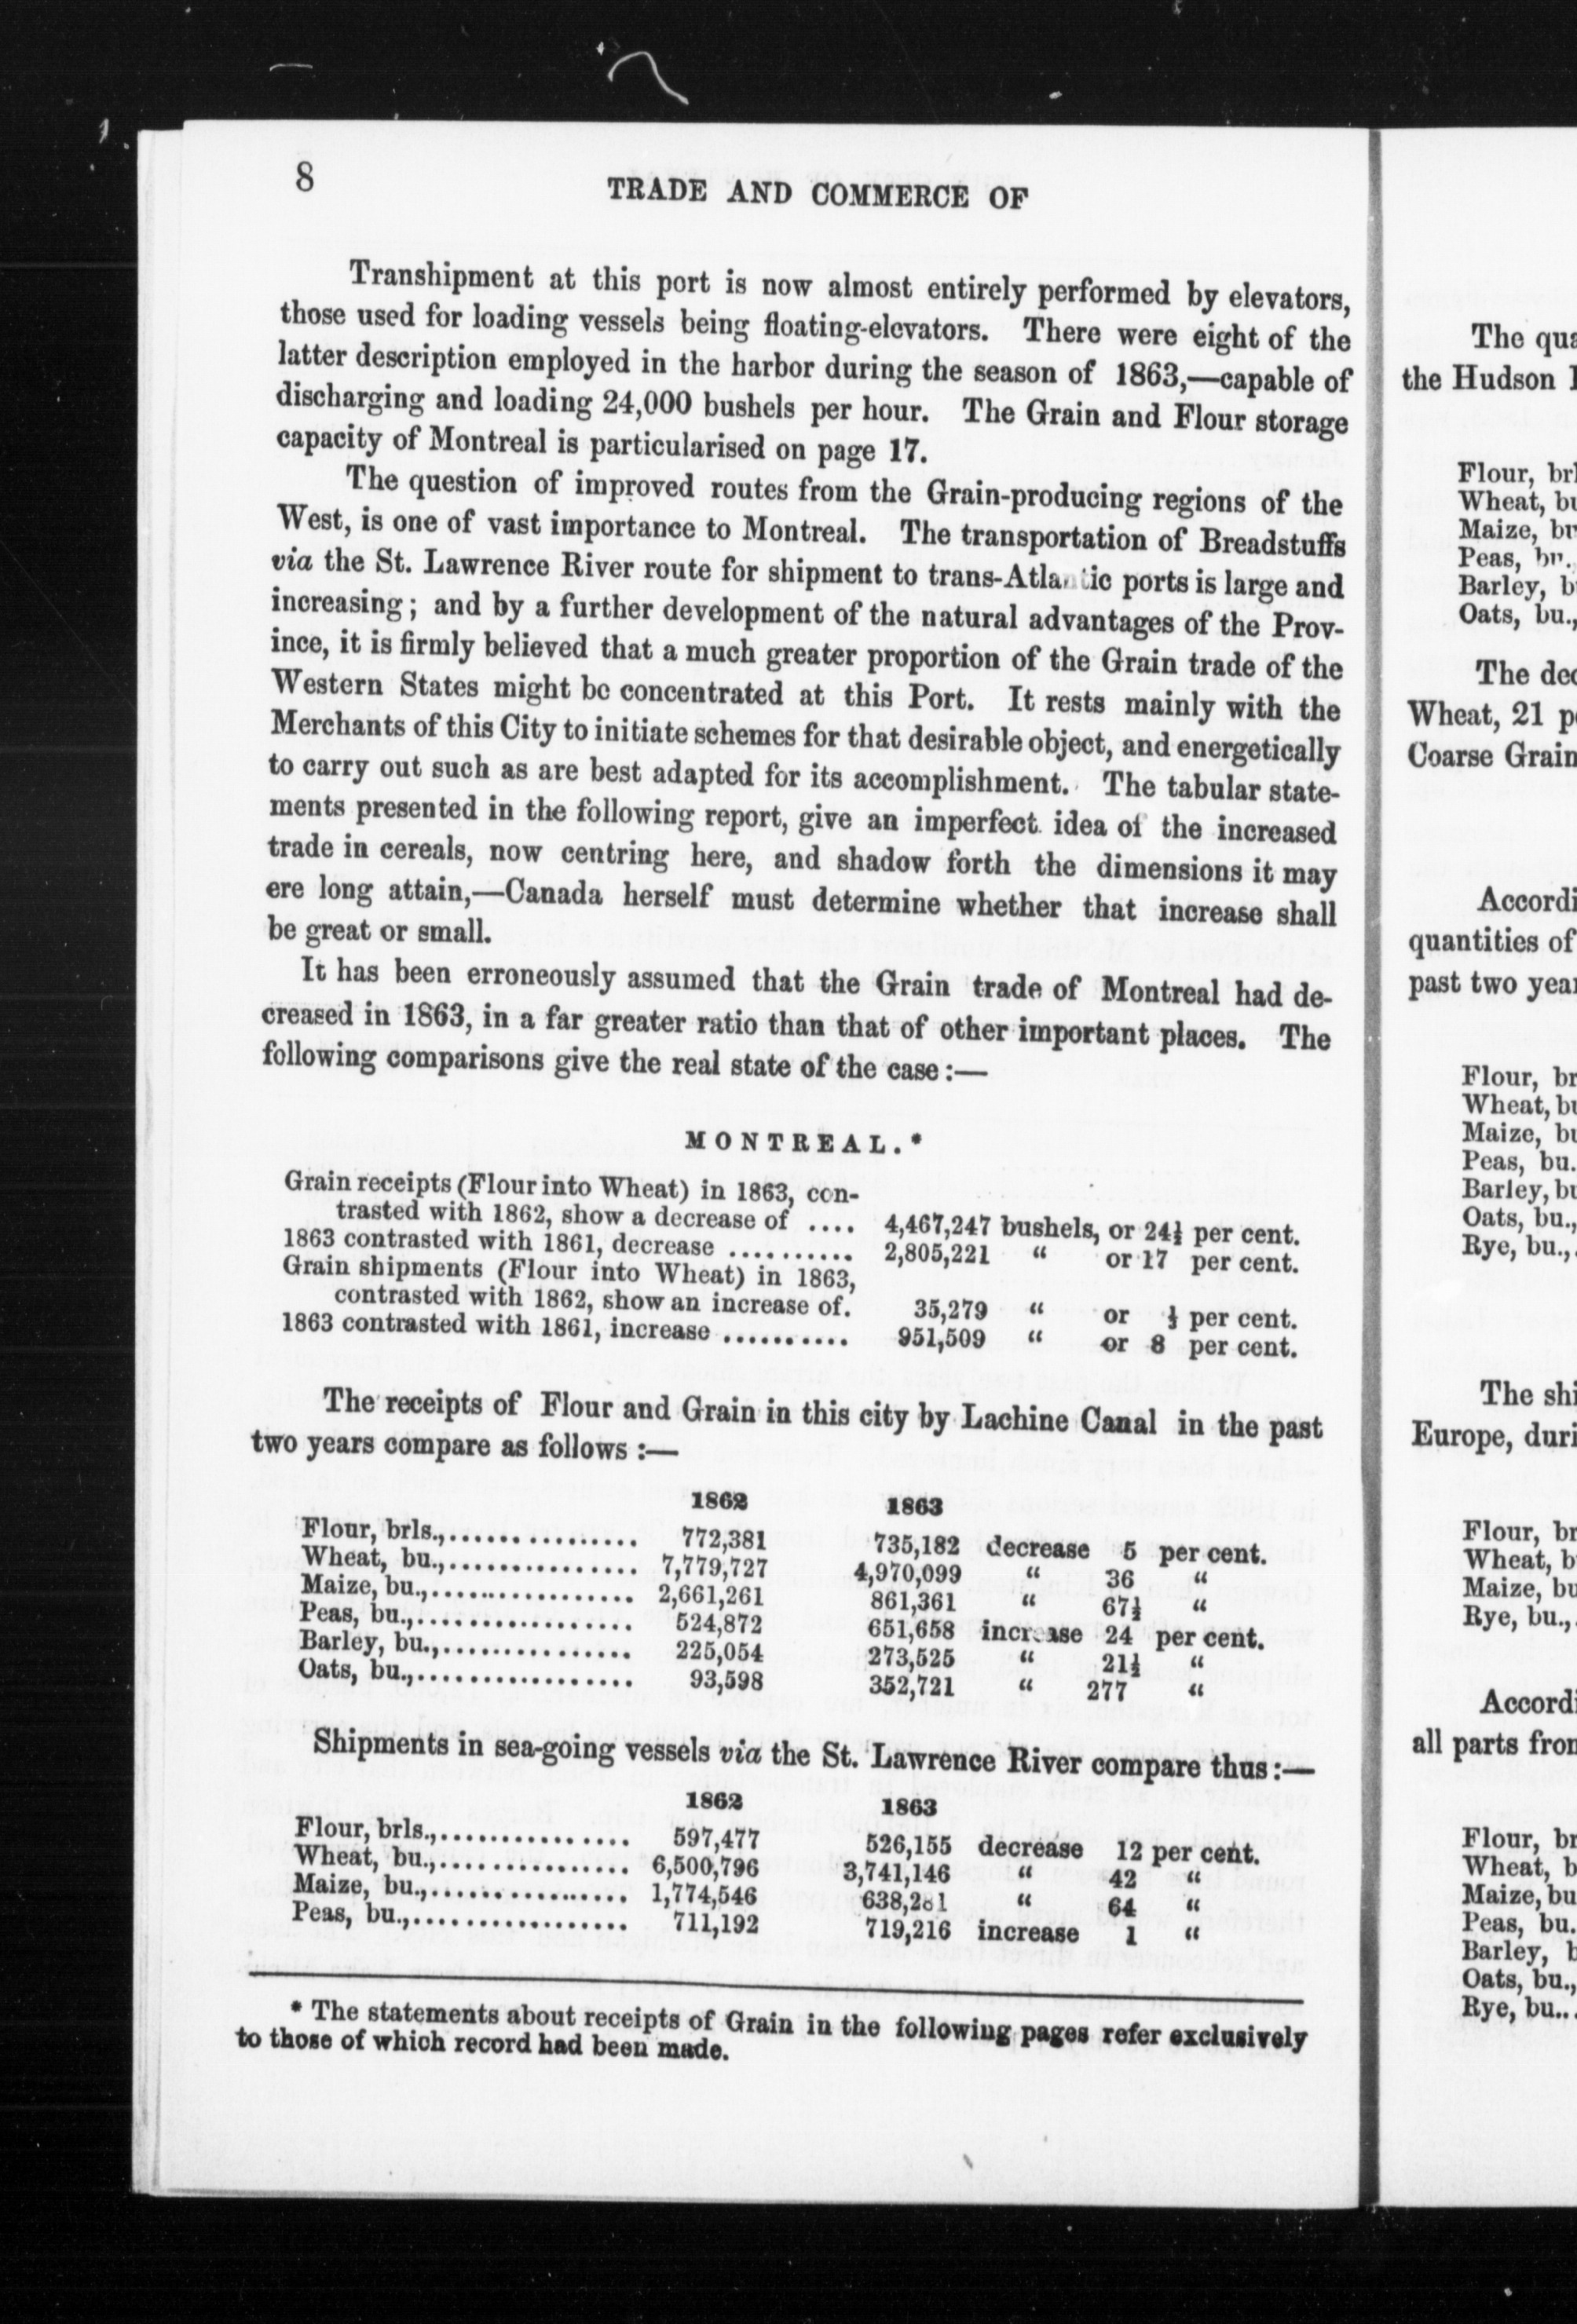 8
TRADE AND COMMERCE OF
Transhipment at this port is now almost entirely performed by elevators,
those used for loading vessels being floating-elevators. There were eight of the
latter description employed in the harbor during the season of 1863,—capable of
discharging and loading 24,000 bushels per hour. The Grain and Flour storage
capacity of Montreal is particularised on page 17.
The question of improved routes from the Grain-producing regions of the
West, is one of vast importance to Montreal. The transportation of Breadstuffs
via the St. Lawrence River route for shipment to trans-Atlantic ports is large and
increasing; and by a further development of the natural advantages of the Prov-
ince, it is firmly believed that a much greater proportion of the Grain trade of the
Western States might be concentrated at this Port. It rests mainly with the
Merchants of this City to initiate schemes for that desirable object, and energetically
to carry out such as are best adapted for its accomplishment. The tabular state-
ments presented in the following report, give an imperfect idea of the increased
trade in cereals, now centring here, and shadow forth the dimensions it may
ere long attain,—Canada herself must determine whether that increase shall
be great or small.
It has been erroneously assumed that the Grain trade of Montreal had de-
creased in 1863, in a far greater ratio than that of other important places. The
following comparisons give the real state of the case:—
MONTREAL.*
Grain receipts (Flour into Wheat) in 1863, con-
trasted with 1862, show a decrease of .... 4,467,247 bushels, or 24½ per cent.
1863 contrasted with 1861, decrease .......... 2,805,221 " or 17 per cent.
Grain shipments (Flour into Wheat) in 1863,
contrasted with 1862, show an increase of. 35,279 " or per cent.
1863 contrasted with 1861, increase .......... 951,509 " or 8 per cent.
The receipts of Flour and Grain in this city by Lachine Canal in the past
two years compare as follows:—
1862 1863
Flour, brls.,................ 772,381 735,182 decrease 5 per cent.
Wheat, bu.,................ 7,779,727 4,970,099 " 36 "
Maize, bu.,................. 2,661,261 861,361 " 67½ "
Peas, bu.,.................. 524,872 651,658 increase 24 per cent.
Barley, bu.,................ 225,054 273,525 " 21½ "
Oats, bu.,.................. 93,598 352,721 " 277 "
Shipments in sea-going vessels via the St. Lawrence River compare thus:—
1862 1863
Flour, brls.,................ 597,477 526,155 decrease 12 per cent.
Wheat, bu.,................ 6,500,796 3,741,146 " 42 "
Maize, bu.,................. 1,774,546 638,281 " 64 "
Peas, bu.,.................. 711,192 719,216 increase 1 "
* The statements about receipts of Grain in the following pages refer exclusively
to those of which record had been made.
The
the Hudson
Flour,
Wheat,
Maize,
Peas,
Barley,
Oats, bu.,
The
Wheat, 21
Coarse
quantities of
past two
Flour,
Wheat,
Maize,
Peas, bu.
Barley,
Oats, bu.,
Rye, bu.,.
The
Europe,
Flour,
Wheat,
Maize,
Rye, bu.,.
all parts
Flour,
Wheat,
Maize,
Peas, bu.
Barley,
Oats, bu.,
Rye, bu...